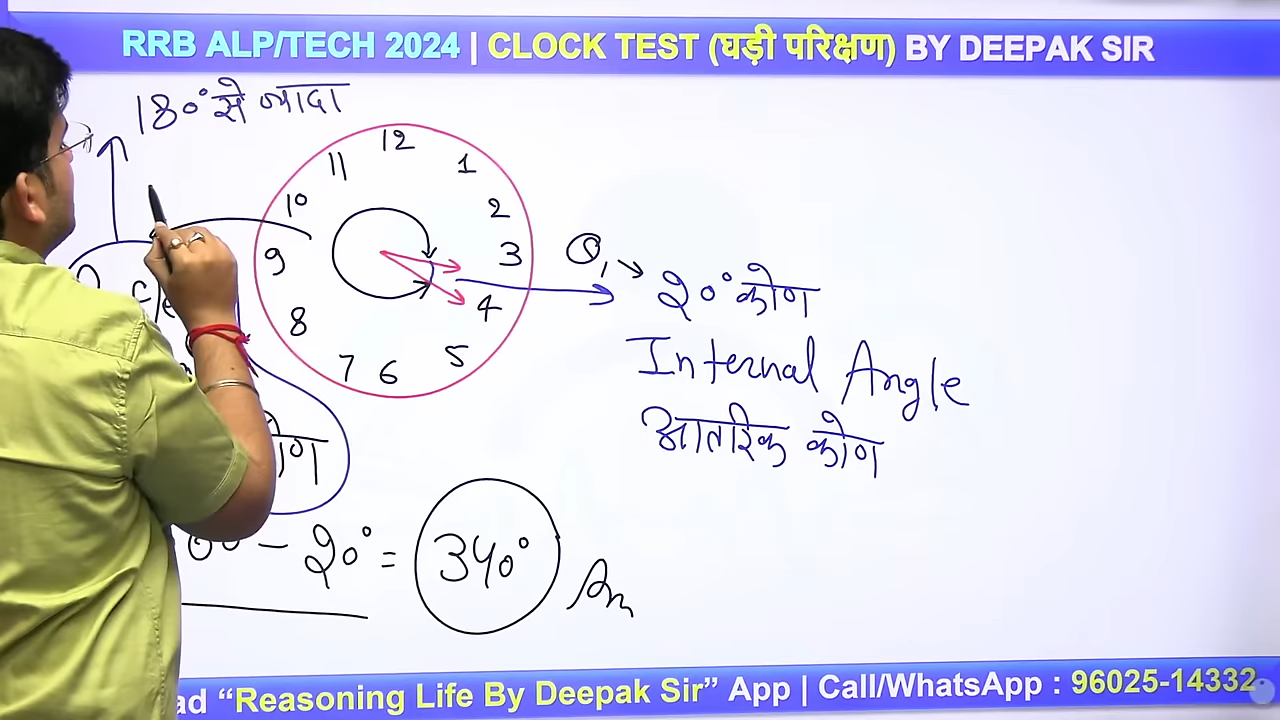 RRB ALP/TECH 2024 | CLOCK TEST (घड़ी परिक्षण) BY DEEPAK SIR
180° से ज्यादा
12
11
1
10
2
9
3
8
4
7
6
5
θ₁ → 20° कोण
Internal Angle
आतरिक कोण
- 20° = 340° Ans
“Reasoning Life By Deepak Sir” App | Call/WhatsApp : 96025-14332